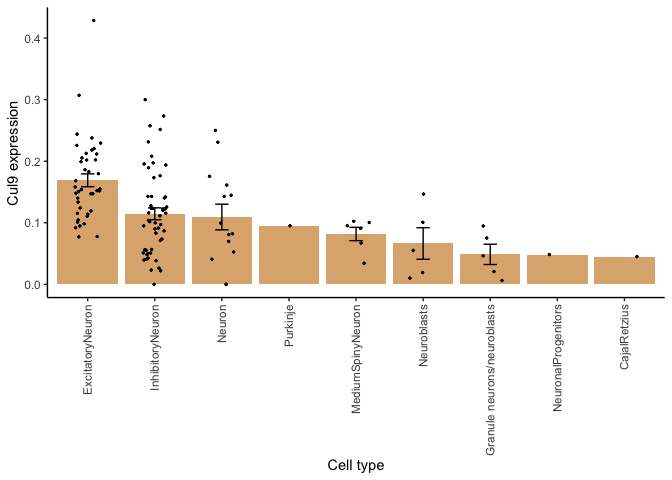 Cul9 expression
0.4
0.3
0.2
0.1
0.0
ExcitatoryNeuron
InhibitoryNeuron
Neuron
Purkinje
MediumSpinyNeuron
Neuroblasts
Granule neurons/neuroblasts
NeuronalProgenitors
CajalRetzius
Cell type